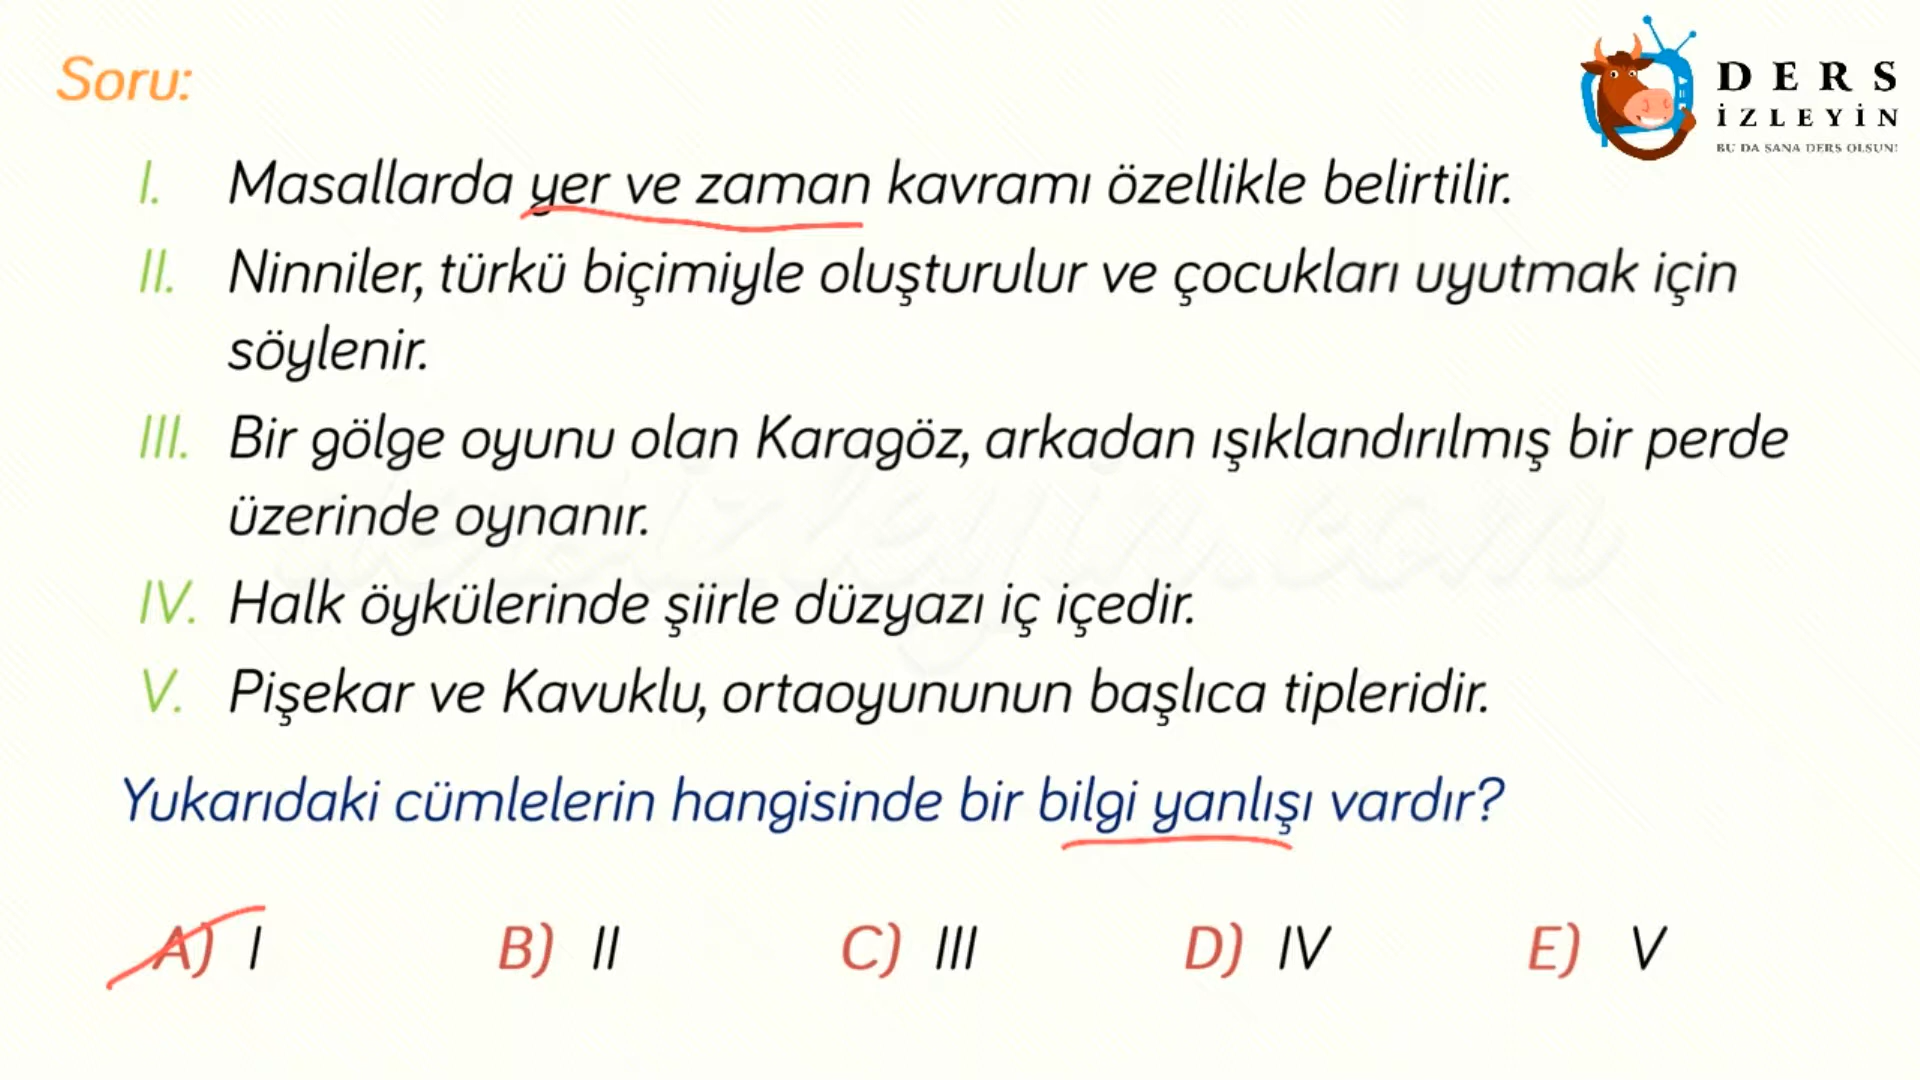 Soru:
DERS
İZLEYİN
BU DA SANA DERS OLSUN!
I. Masallarda yer ve zaman kavramı özellikle belirtilir.
II. Ninniler, türkü biçimiyle oluşturulur ve çocukları uyutmak için
söylenir.
III. Bir gölge oyunu olan Karagöz, arkadan ışıklandırılmış bir perde
üzerinde oynanır.
IV. Halk öykülerinde şiirle düzyazı iç içedir.
V. Pişekar ve Kavuklu, ortaoyununun başlıca tipleridir.
Yukarıdaki cümlelerin hangisinde bir bilgi yanlışı vardır?
A) I B) II C) III D) IV E) V
dersizleyin.com